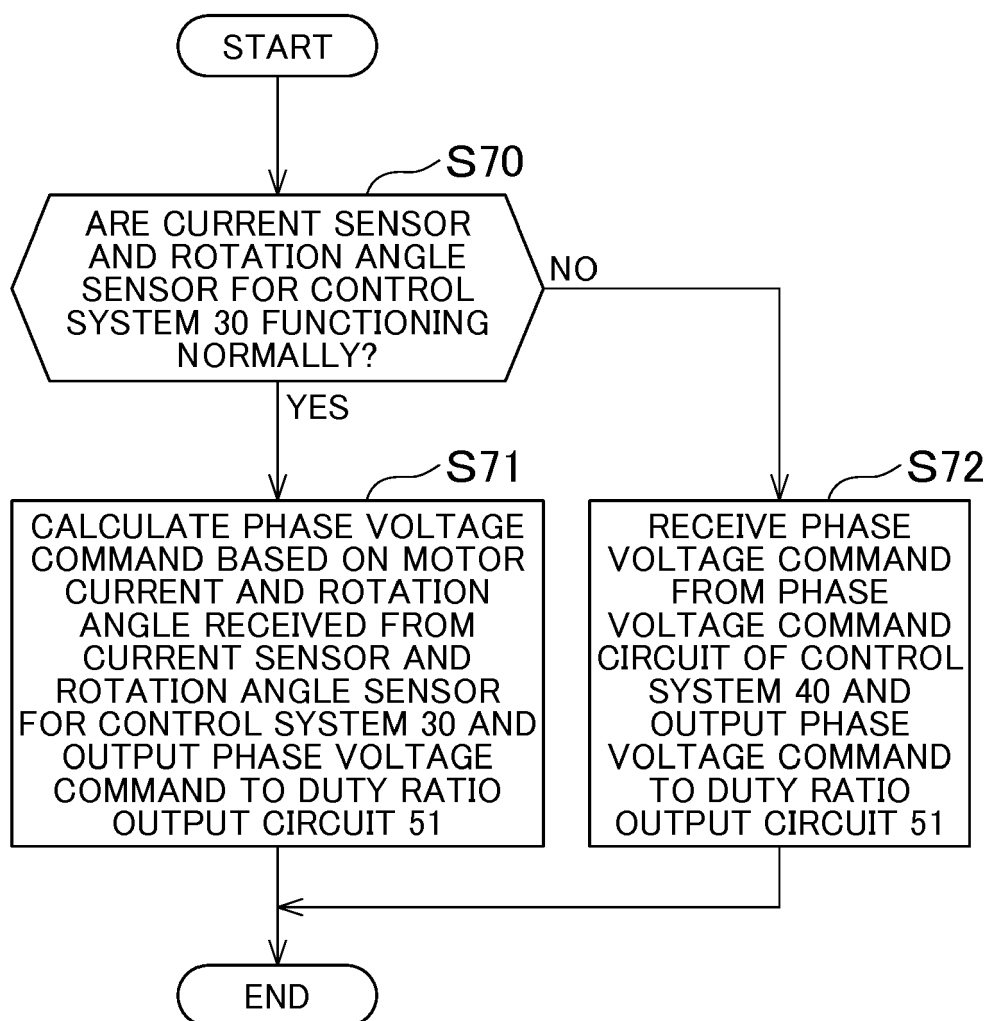 START
S70
ARE CURRENT SENSOR
AND ROTATION ANGLE
SENSOR FOR CONTROL
SYSTEM 30 FUNCTIONING
NORMALLY?
NO
YES
S71
CALCULATE PHASE VOLTAGE
COMMAND BASED ON MOTOR
CURRENT AND ROTATION
ANGLE RECEIVED FROM
CURRENT SENSOR AND
ROTATION ANGLE SENSOR
FOR CONTROL SYSTEM 30 AND
OUTPUT PHASE VOLTAGE
COMMAND TO DUTY RATIO
OUTPUT CIRCUIT 51
S72
RECEIVE PHASE
VOLTAGE COMMAND
FROM PHASE
VOLTAGE COMMAND
CIRCUIT OF CONTROL
SYSTEM 40 AND
OUTPUT PHASE
VOLTAGE COMMAND
TO DUTY RATIO
OUTPUT CIRCUIT 51
END